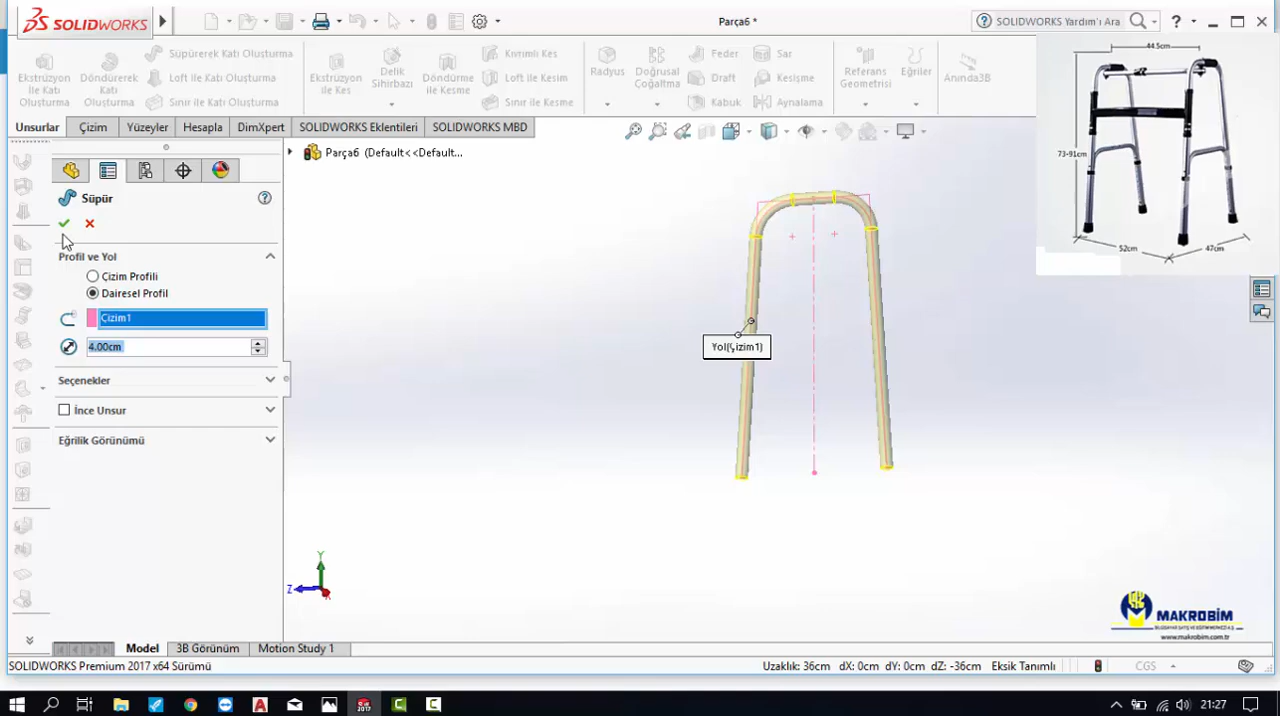 SOLIDWORKS
Parça6 *
SOLIDWORKS Yardım'ı Ara
Ekstrüzyon
İle Katı
Oluşturma
Döndürerek
Katı
Oluşturma
Süpürerek Katı Oluşturma
Loft İle Katı Oluşturma
Sınır ile Katı Oluşturma
Ekstrüzyon
ile Kes
Delik
Sihirbazı
Döndürme
ile
Kesme
Kıvrımlı Kes
Loft ile Kesim
Sınır ile Kesme
Radyus
Doğrusal
Çoğaltma
Feder
Draft
Kabuk
Sar
Kesişme
Aynalama
Referans
Geometrisi
Eğriler
Anında3B
Unsurlar
Çizim
Yüzeyler
Hesapla
DimXpert
SOLIDWORKS Eklentileri
SOLIDWORKS MBD
Parça6 (Default<<Default...
Süpür
Profil ve Yol
Çizim Profili
Dairesel Profil
Çizim1
4.00cm
Seçenekler
İnce Unsur
Eğrilik Görünümü
Yol(Çizim1)
44.5cm
73-91cm
52cm
47cm
Y
Z
MAKROBİM
www.makrobim.com.tr
Model
3B Görünüm
Motion Study 1
SOLIDWORKS Premium 2017 x64 Sürümü
Uzaklık: 36cm dX: 0cm dY: 0cm dZ: -36cm
Eksik Tanımlı
CGS
2017
21:27